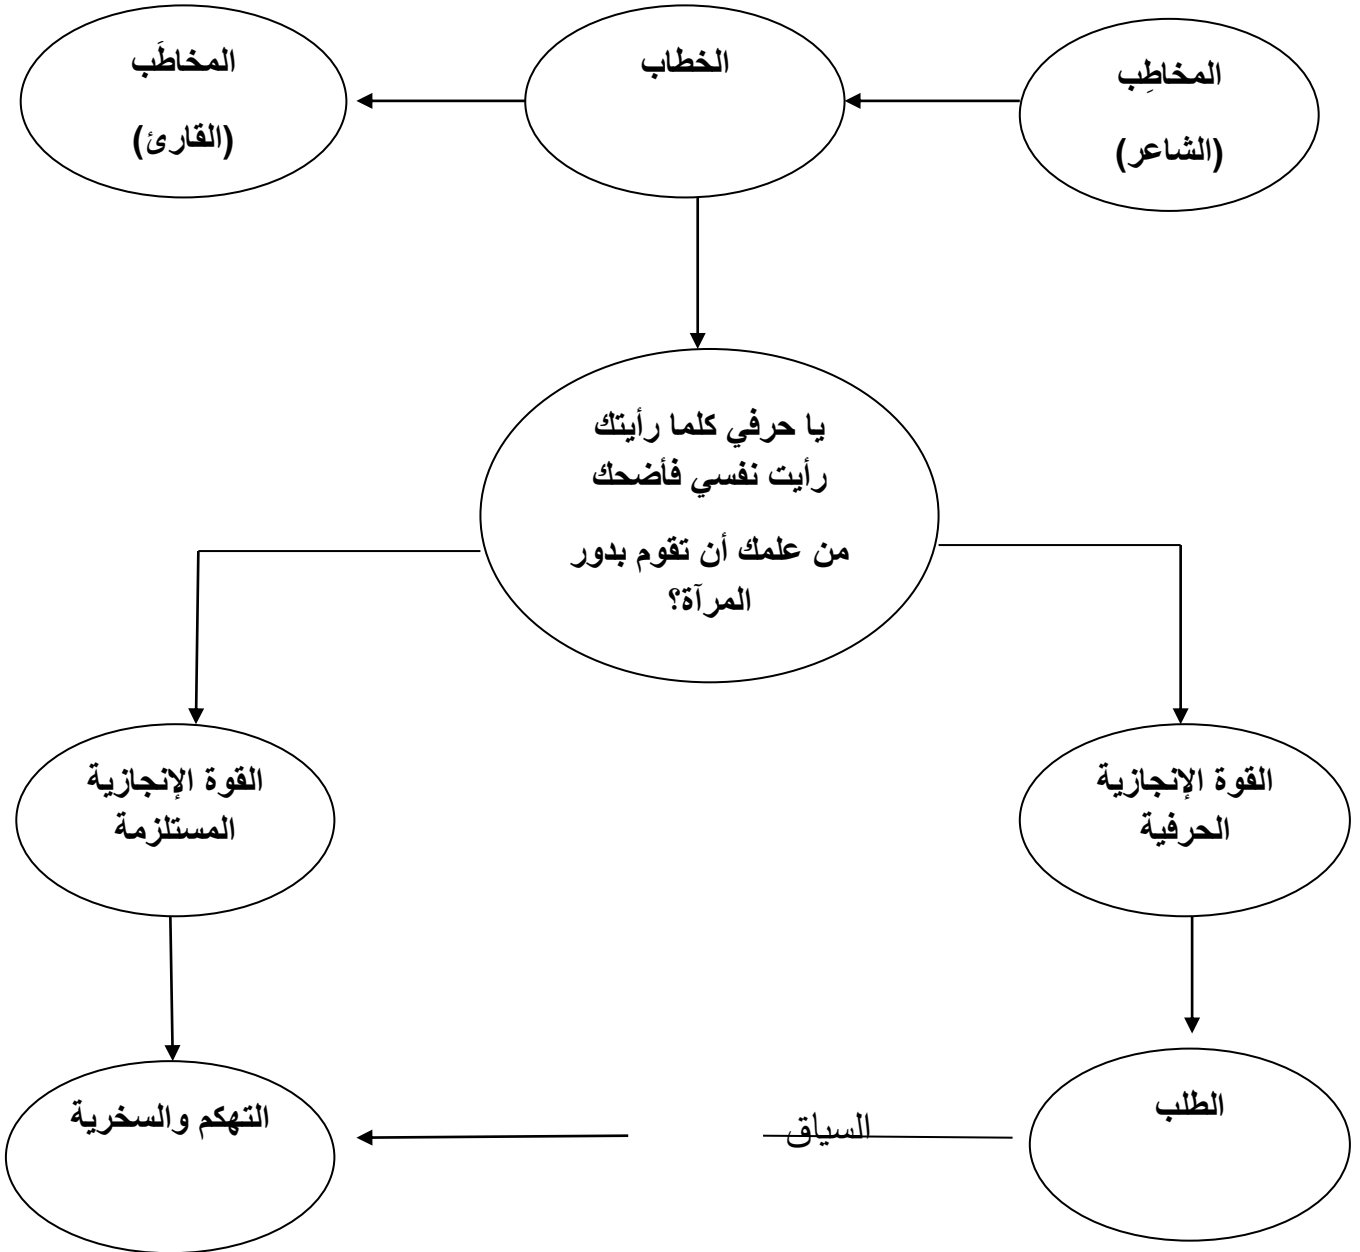 المخاطِب
(الشاعر)
الخطاب
المخاطَب
(القارئ)
يا حرفي كلما رأيتك
رأيت نفسي فأضحك
من علمك أن تقوم بدور
المرآة؟
القوة الإنجازية
الحرفية
القوة الإنجازية
المستلزمة
الطلب
السياق
التهكم والسخرية